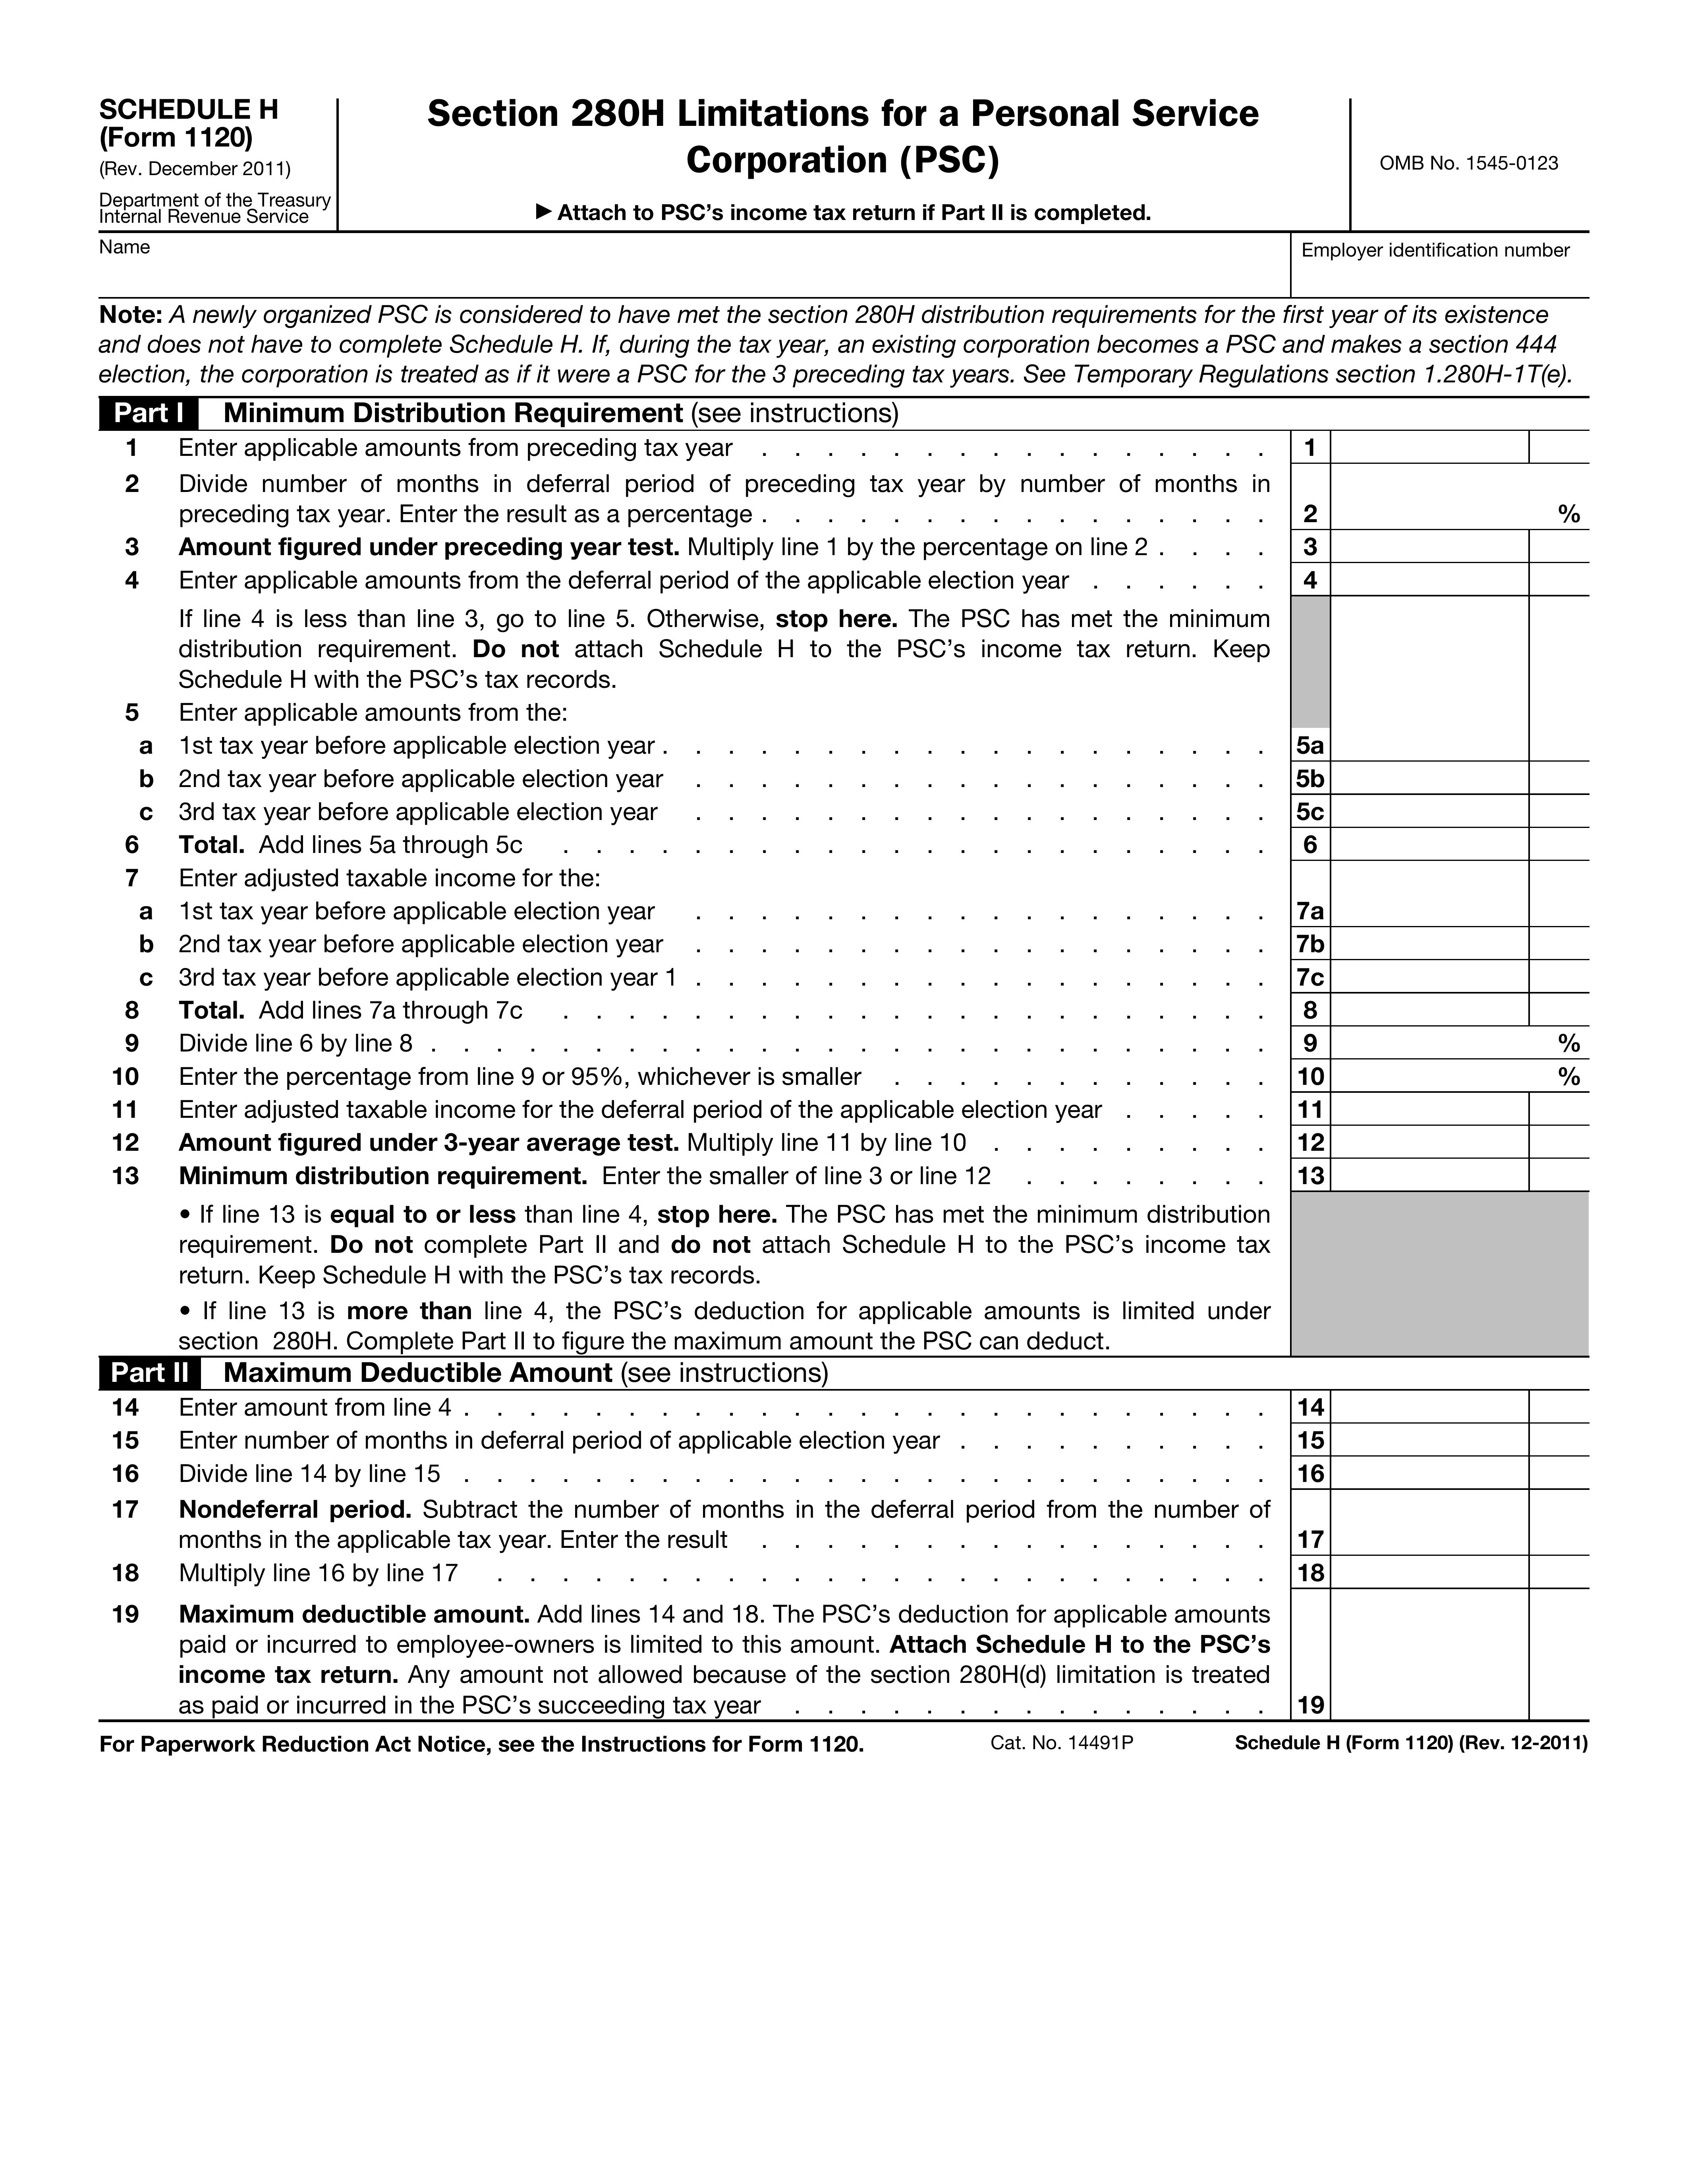 SCHEDULE H
(Form 1120)
(Rev. December 2011)
Department of the Treasury
Internal Revenue Service
Section 280H Limitations for a Personal Service
Corporation (PSC)
▶ Attach to PSC’s income tax return if Part II is completed.
OMB No. 1545-0123
Name
Employer identification number
Note: A newly organized PSC is considered to have met the section 280H distribution requirements for the first year of its existence
and does not have to complete Schedule H. If, during the tax year, an existing corporation becomes a PSC and makes a section 444
election, the corporation is treated as if it were a PSC for the 3 preceding tax years. See Temporary Regulations section 1.280H-1T(e).
Part I Minimum Distribution Requirement (see instructions)
1 Enter applicable amounts from preceding tax year . . . . . . . . . . . . . . . . 1
2 Divide number of months in deferral period of preceding tax year by number of months in
preceding tax year. Enter the result as a percentage . . . . . . . . . . . . . . . . 2 %
3 Amount figured under preceding year test. Multiply line 1 by the percentage on line 2 . . . . 3
4 Enter applicable amounts from the deferral period of the applicable election year . . . . . . 4
If line 4 is less than line 3, go to line 5. Otherwise, stop here. The PSC has met the minimum
distribution requirement. Do not attach Schedule H to the PSC’s income tax return. Keep
Schedule H with the PSC’s tax records.
5 Enter applicable amounts from the:
a 1st tax year before applicable election year . . . . . . . . . . . . . . . . . . . 5a
b 2nd tax year before applicable election year . . . . . . . . . . . . . . . . . . 5b
c 3rd tax year before applicable election year . . . . . . . . . . . . . . . . . . 5c
6 Total. Add lines 5a through 5c . . . . . . . . . . . . . . . . . . . . . . 6
7 Enter adjusted taxable income for the:
a 1st tax year before applicable election year . . . . . . . . . . . . . . . . . . 7a
b 2nd tax year before applicable election year . . . . . . . . . . . . . . . . . . 7b
c 3rd tax year before applicable election year 1 . . . . . . . . . . . . . . . . . . 7c
8 Total. Add lines 7a through 7c . . . . . . . . . . . . . . . . . . . . . . 8
9 Divide line 6 by line 8 . . . . . . . . . . . . . . . . . . . . . . . . . . 9 %
10 Enter the percentage from line 9 or 95%, whichever is smaller . . . . . . . . . . . . 10 %
11 Enter adjusted taxable income for the deferral period of the applicable election year . . . . . 11
12 Amount figured under 3-year average test. Multiply line 11 by line 10 . . . . . . . . . 12
13 Minimum distribution requirement. Enter the smaller of line 3 or line 12 . . . . . . . . 13
• If line 13 is equal to or less than line 4, stop here. The PSC has met the minimum distribution
requirement. Do not complete Part II and do not attach Schedule H to the PSC’s income tax
return. Keep Schedule H with the PSC’s tax records.
• If line 13 is more than line 4, the PSC’s deduction for applicable amounts is limited under
section 280H. Complete Part II to figure the maximum amount the PSC can deduct.
Part II Maximum Deductible Amount (see instructions)
14 Enter amount from line 4 . . . . . . . . . . . . . . . . . . . . . . . . . 14
15 Enter number of months in deferral period of applicable election year . . . . . . . . . . 15
16 Divide line 14 by line 15 . . . . . . . . . . . . . . . . . . . . . . . . . 16
17 Nondeferral period. Subtract the number of months in the deferral period from the number of
months in the applicable tax year. Enter the result . . . . . . . . . . . . . . . . 17
18 Multiply line 16 by line 17 . . . . . . . . . . . . . . . . . . . . . . . . 18
19 Maximum deductible amount. Add lines 14 and 18. The PSC’s deduction for applicable amounts
paid or incurred to employee-owners is limited to this amount. Attach Schedule H to the PSC’s
income tax return. Any amount not allowed because of the section 280H(d) limitation is treated
as paid or incurred in the PSC’s succeeding tax year . . . . . . . . . . . . . . . 19
For Paperwork Reduction Act Notice, see the Instructions for Form 1120. Cat. No. 14491P Schedule H (Form 1120) (Rev. 12-2011)